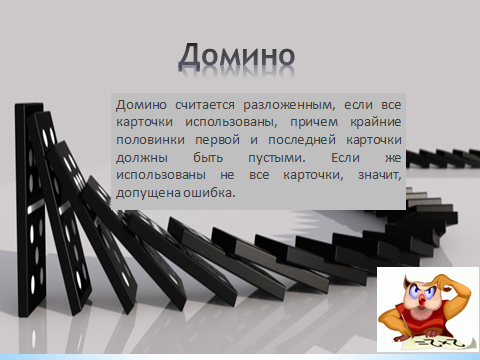 Домино
Домино считается разложенным, если все
карточки использованы, причем крайние
половинки первой и последней карточки
должны быть пустыми. Если же
использованы не все карточки, значит,
допущена ошибка.